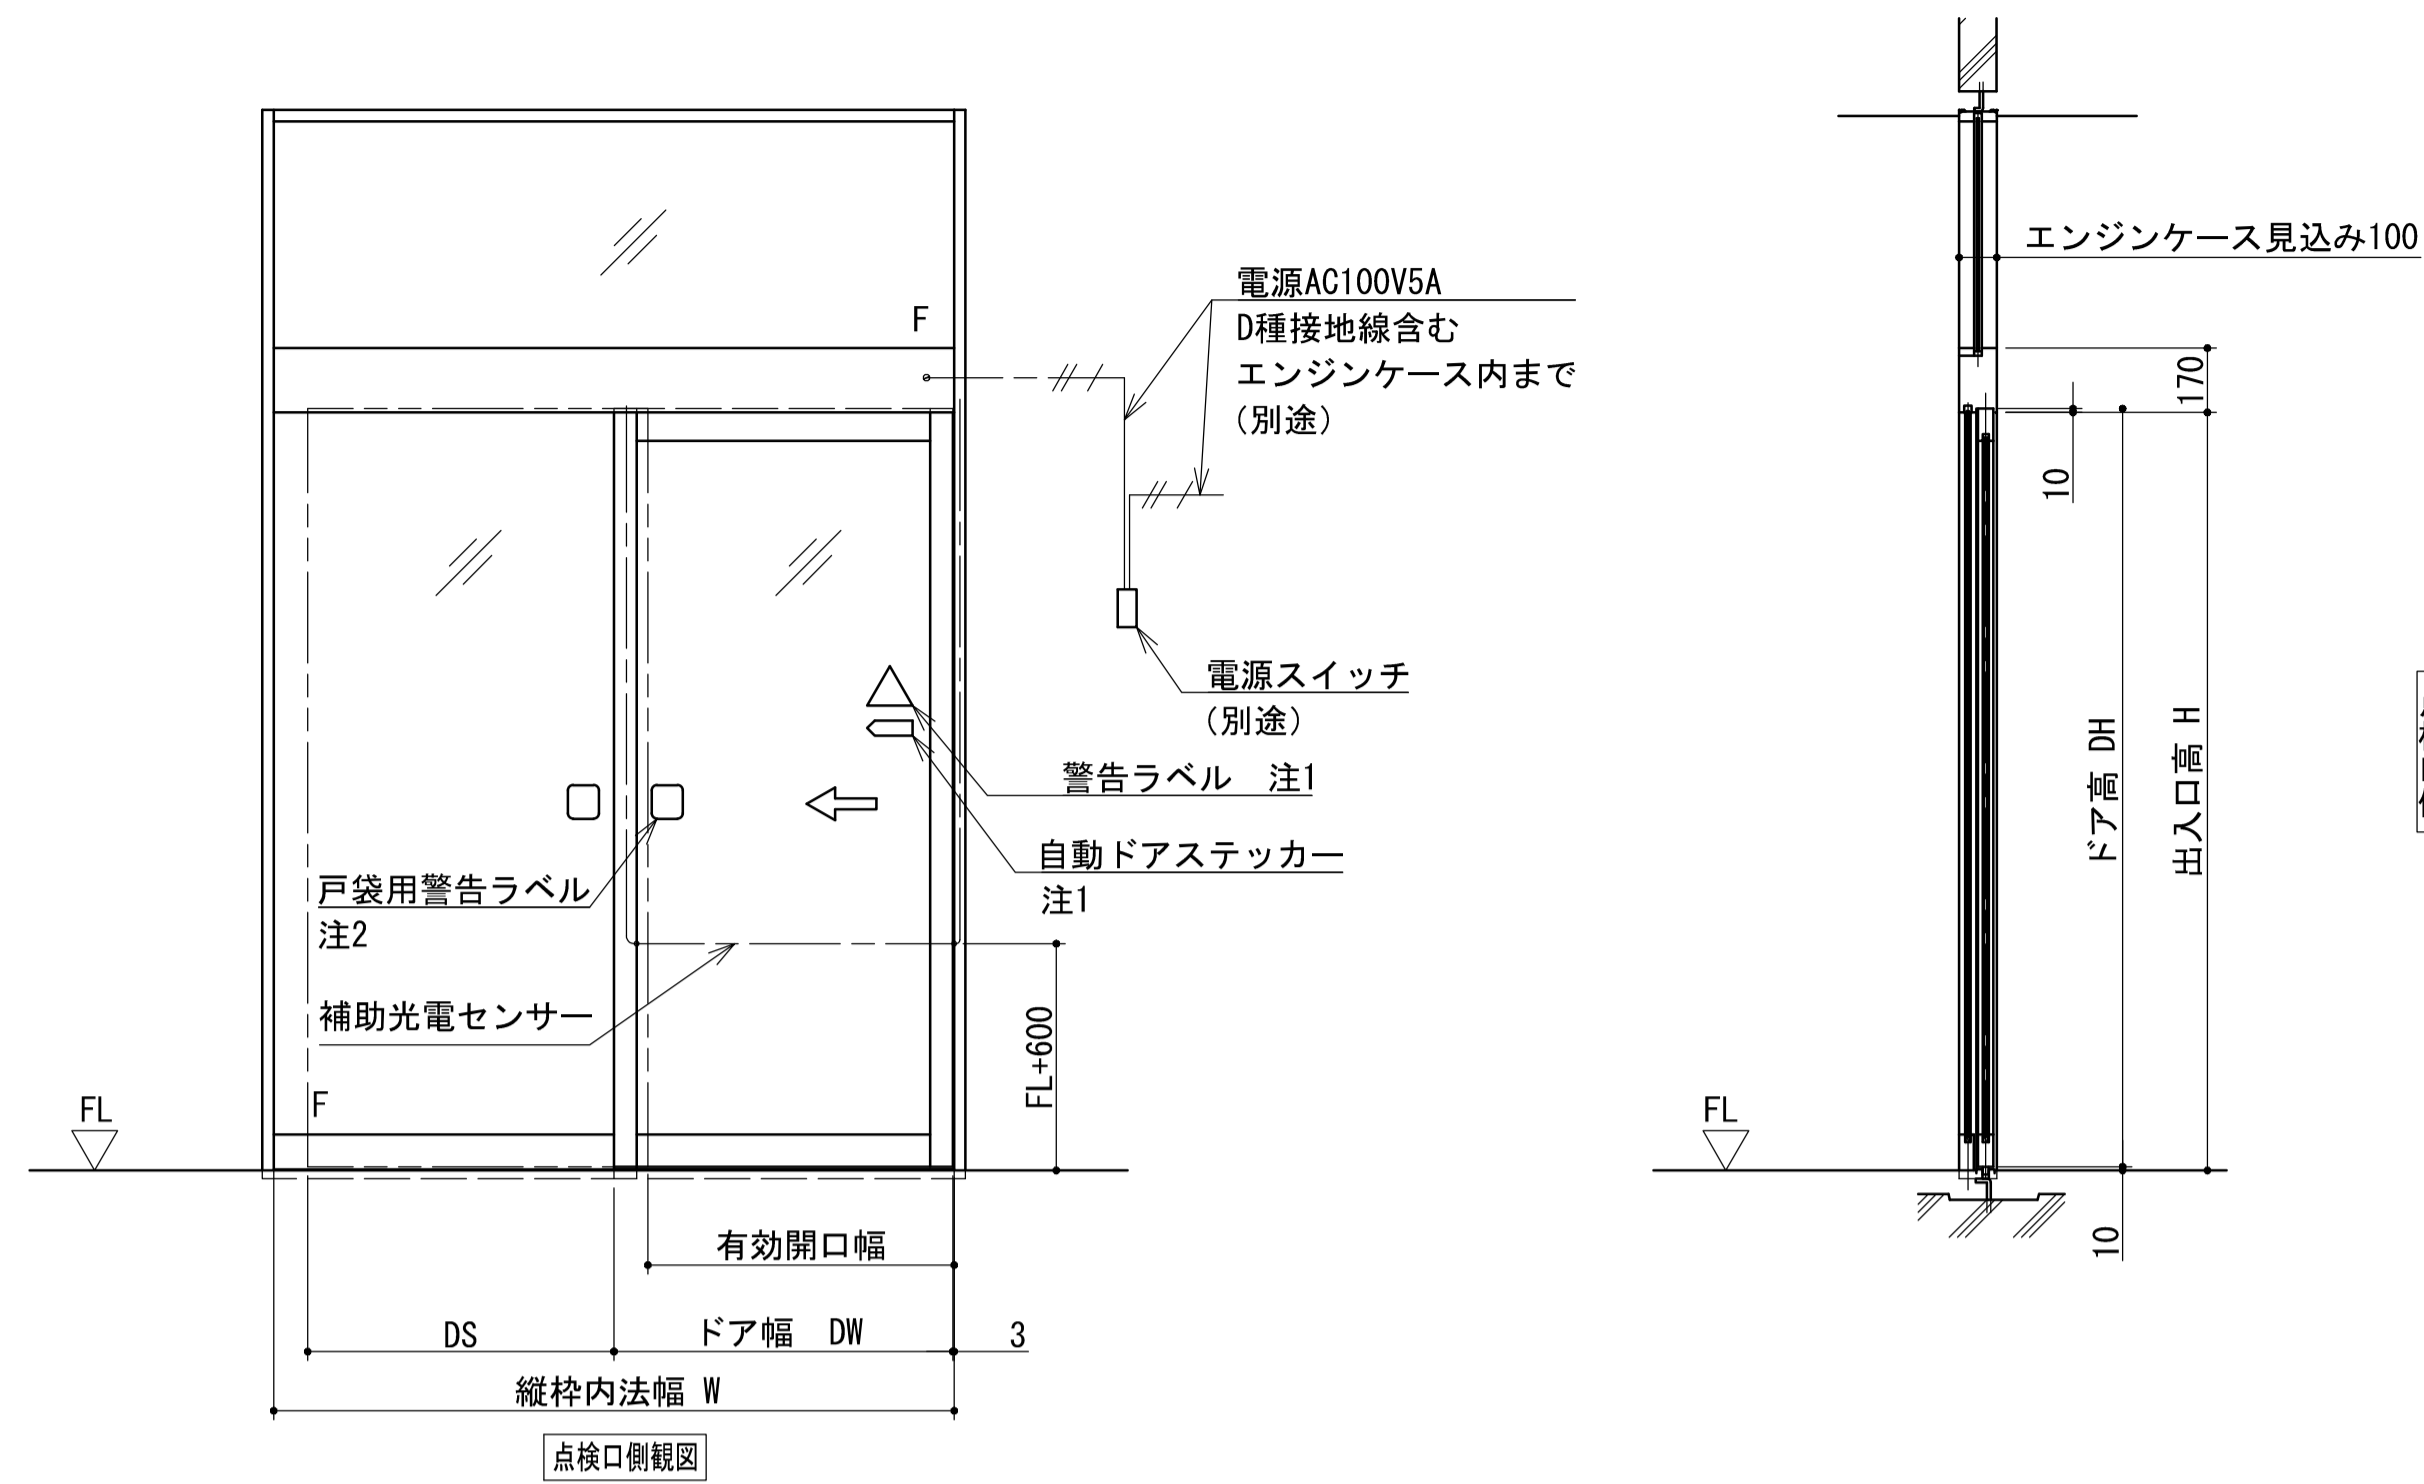 F
電源AC100V5A
D種接地線含む
エンジンケース内まで
(別途)
電源スイッチ
(別途)
警告ラベル 注1
自動ドアステッカー
注1
戸袋用警告ラベル
注2
補助光電センサー
FL+600
F
FL
有効開口幅
DS
ドア幅 DW
3
縦枠内法幅 W
点検口側観図
エンジンケース見込み100
170
10
ドア高 DH
出入口高 H
FL
10